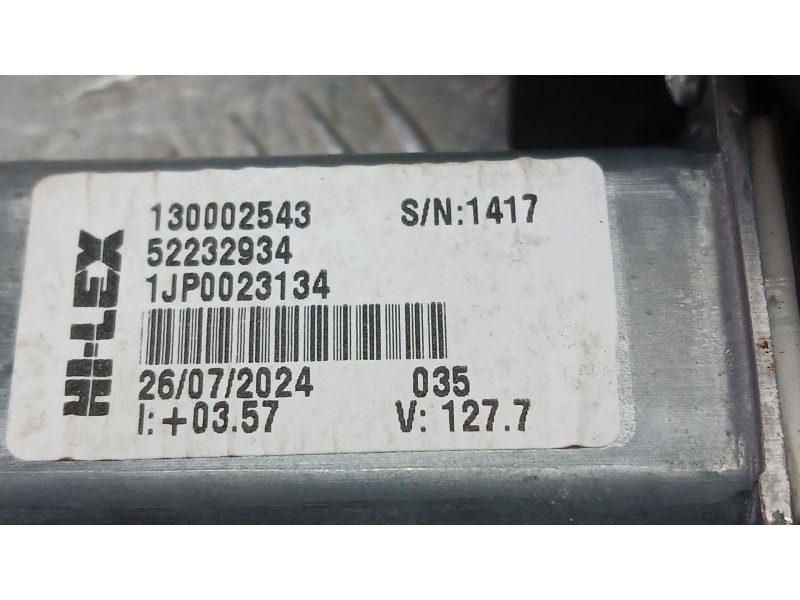 HI-LEX
130002543 S/N:1417
52232934
1JP0023134
26/07/2024 035
I:+03.57 V: 127.7